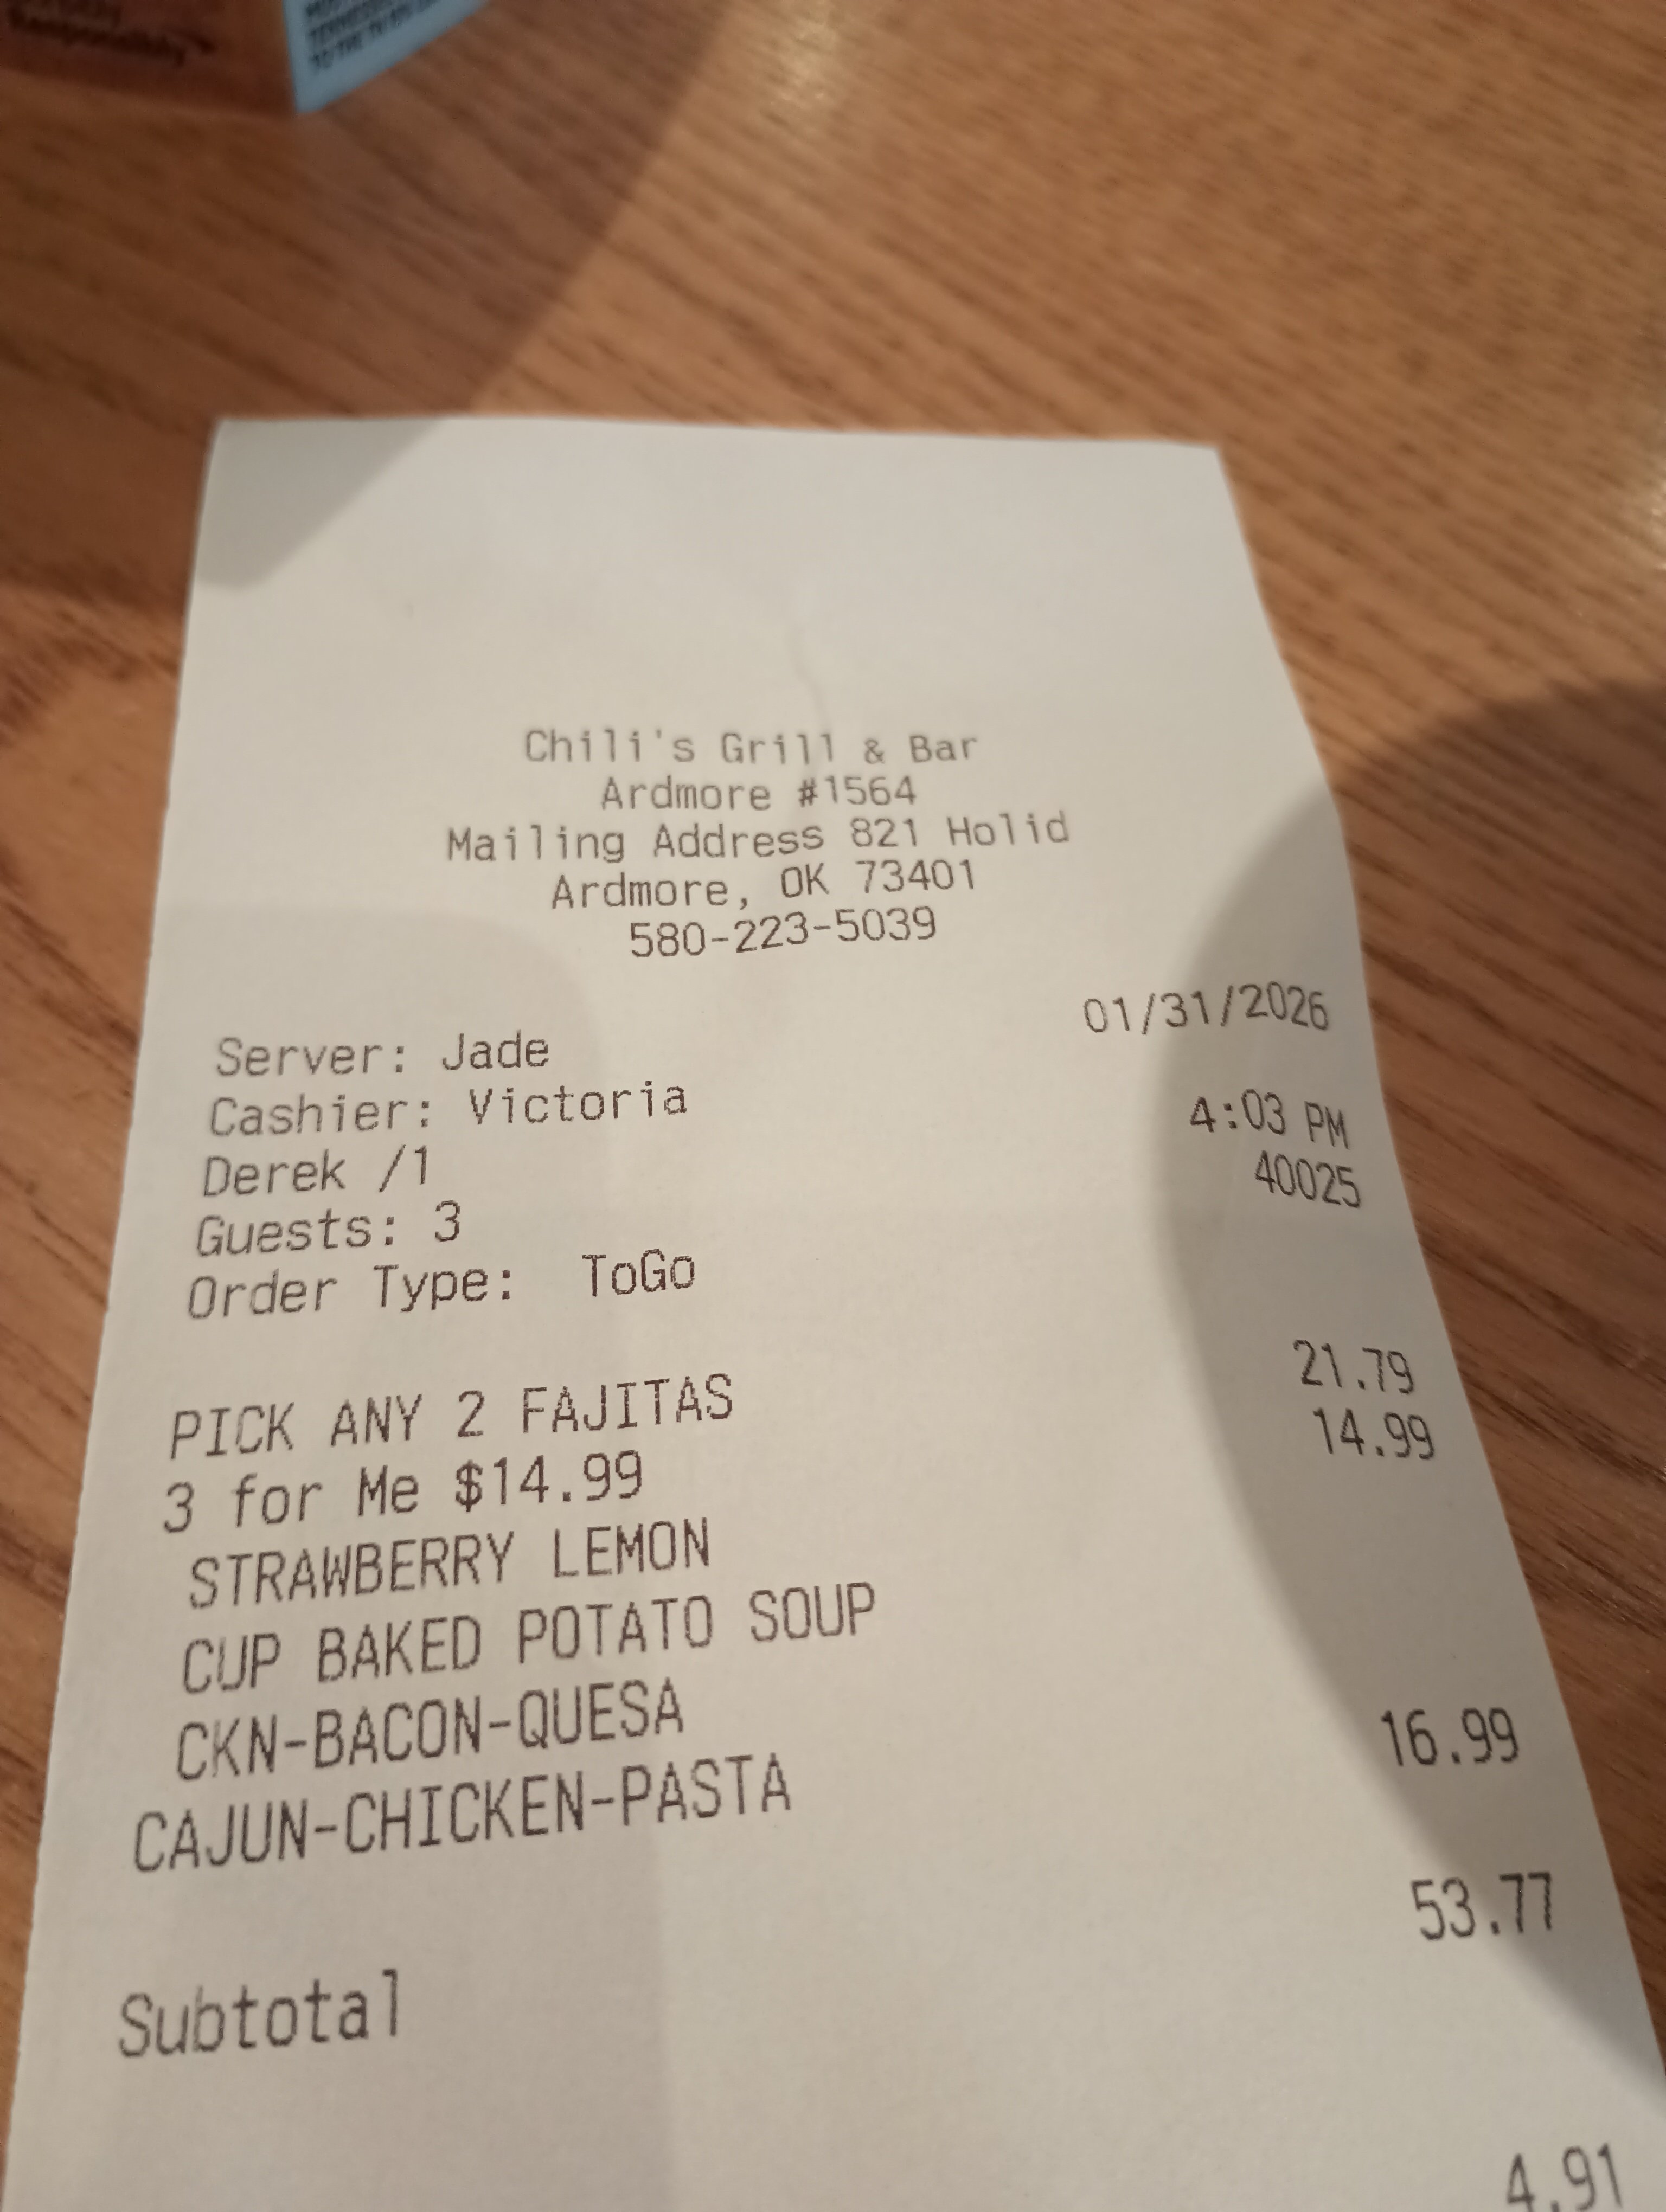 Responsibly
TO THE
Chili's Grill & Bar
Ardmore #1564
Mailing Address 821 Holid
Ardmore, OK 73401
580-223-5039
01/31/2026
Server: Jade
Cashier: Victoria 4:03 PM
Derek /1 40025
Guests: 3
Order Type: ToGo
PICK ANY 2 FAJITAS 21.79
3 for Me $14.99 14.99
STRAWBERRY LEMON
CUP BAKED POTATO SOUP
CKN-BACON-QUESA
CAJUN-CHICKEN-PASTA 16.99
Subtotal 53.77
4.91